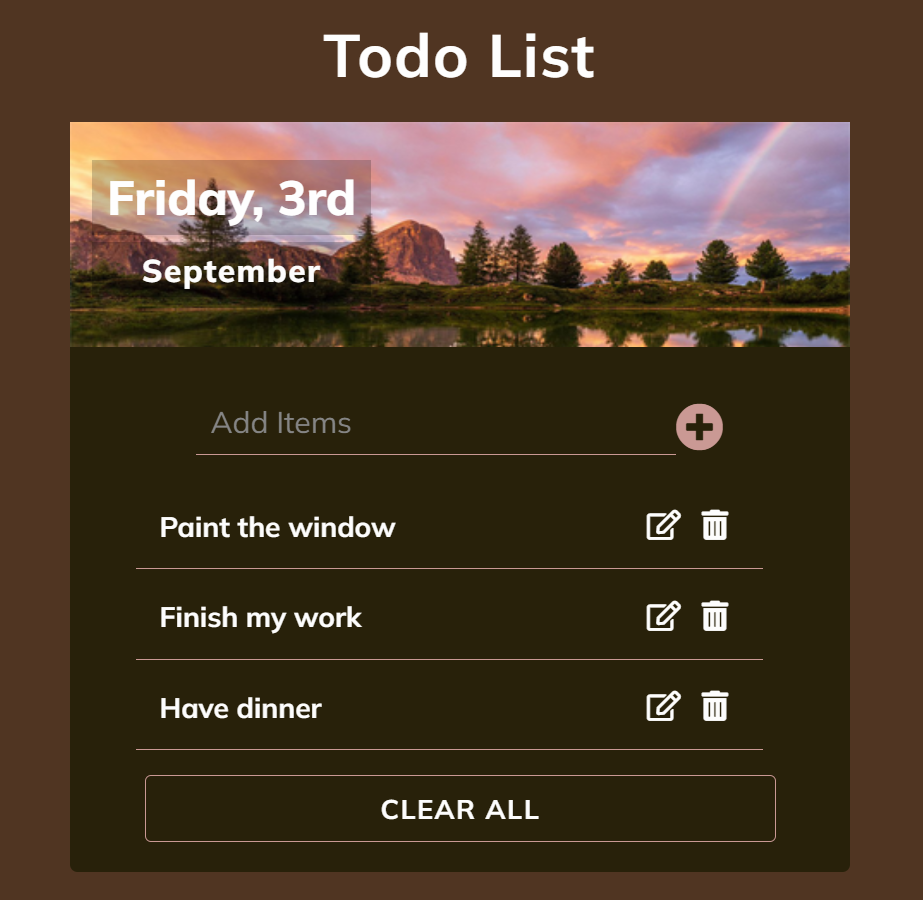 Todo List
Friday, 3rd
September
Add Items
Paint the window
Finish my work
Have dinner
CLEAR ALL